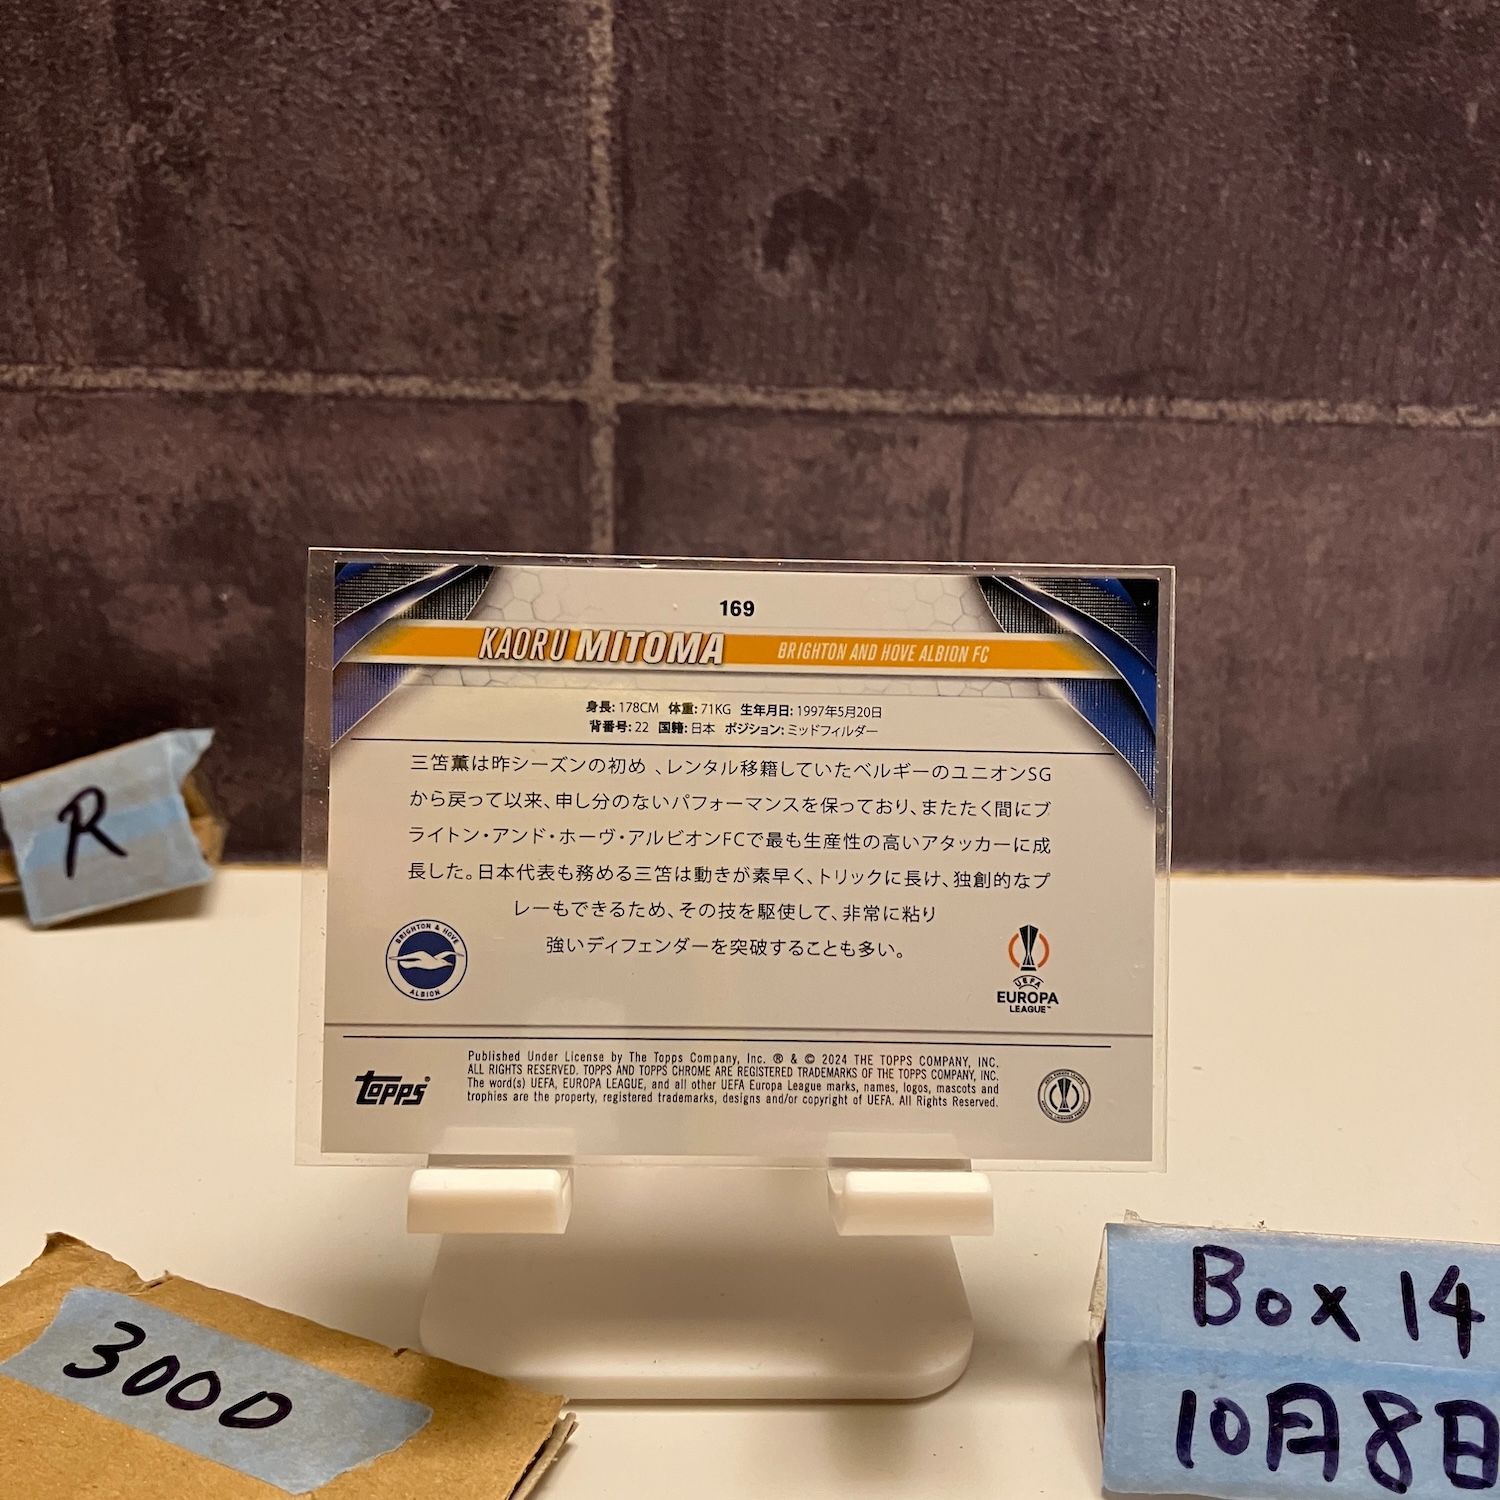 169
KAORU MITOMA BRIGHTON AND HOVE ALBION FC
身長: 178CM 体重: 71KG 生年月日: 1997年5月20日
背番号: 22 国籍: 日本 ポジション: ミッドフィルダー
三笘薫は昨シーズンの初め、レンタル移籍していたベルギーのユニオンSG
から戻って以来、申し分のないパフォーマンスを保っており、またたく間にブ
ライトン・アンド・ホーヴ・アルビオンFCで最も生産性の高いアタッカーに成
長した。日本代表も務める三笘は動きが素早く、トリックに長け、独創的なプ
レーもできるため、その技を駆使して、非常に粘り
強いディフェンダーを突破することも多い。
BRIGHTON & HOVE
ALBION
UEFA
EUROPA
LEAGUE™
topps®
Published Under License by The Topps Company, Inc. ® & © 2024 THE TOPPS COMPANY, INC.
ALL RIGHTS RESERVED. TOPPS AND TOPPS CHROME ARE REGISTERED TRADEMARKS OF THE TOPPS COMPANY, INC.
The word(s) UEFA, EUROPA LEAGUE, and all other UEFA Europa League marks, names, logos, mascots and
trophies are the property, registered trademarks, designs and/or copyright of UEFA. All Rights Reserved.
R
300D
Box 14
10月8日